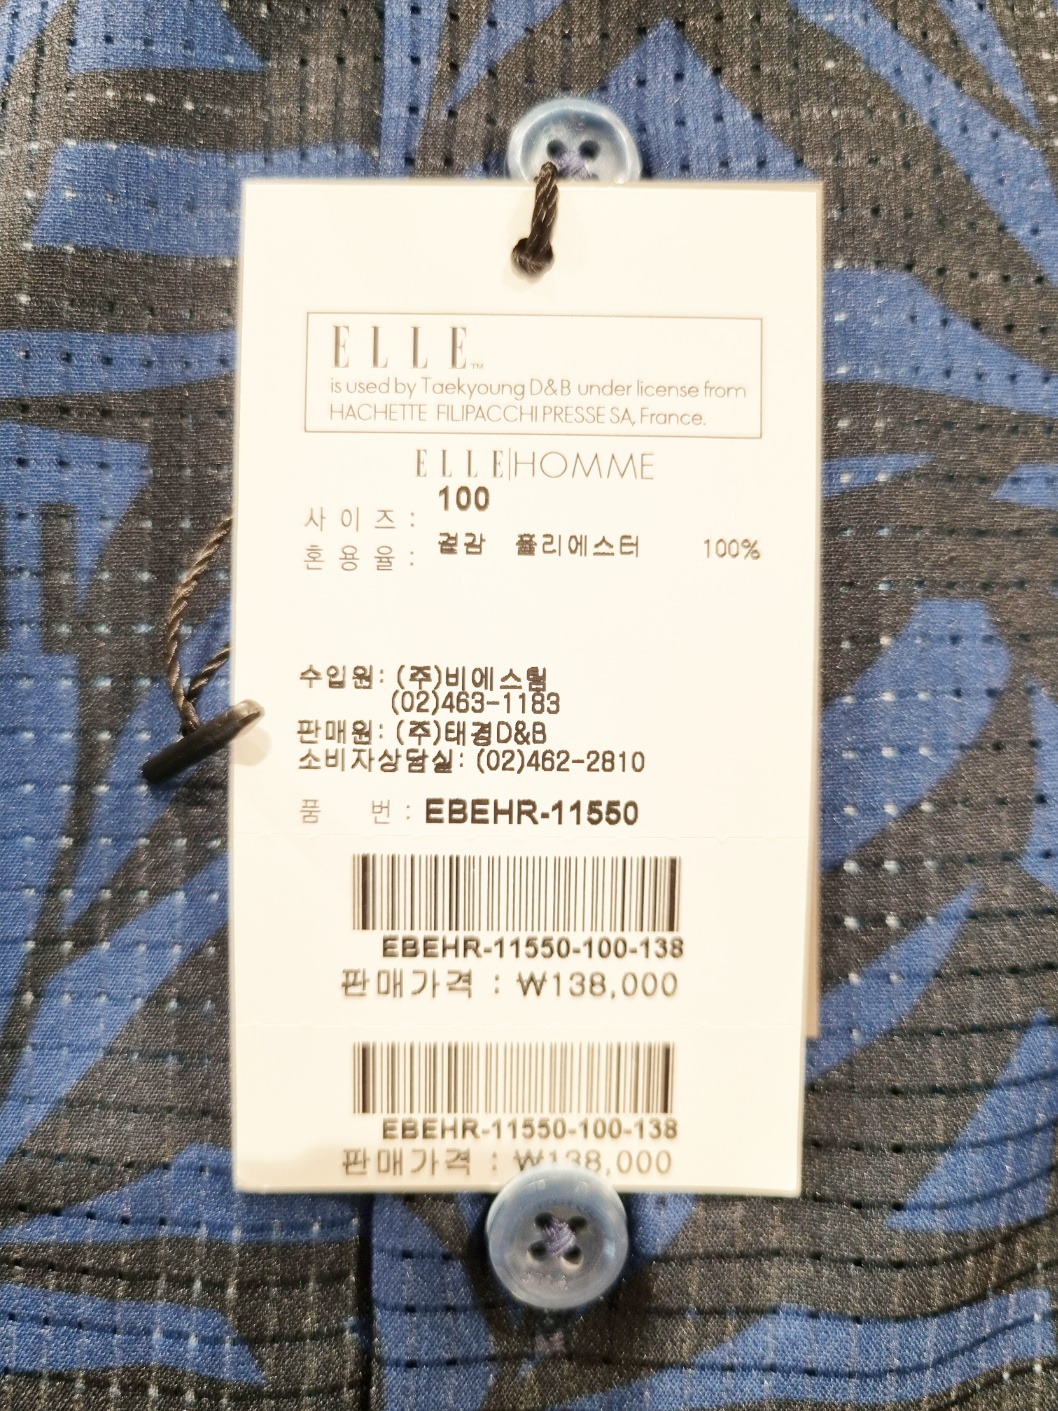 ELLE™
is used by Taekyoung D&B under license from
HACHETTE FILIPACCHI PRESSE SA, France.
ELLE|HOMME
사이즈: 100
혼용율: 겉감 폴리에스터 100%
수입원: (주)비에스팀
(02)463-1183
판매원: (주)태경D&B
소비자상담실: (02)462-2810
품 번: EBEHR-11550
EBEHR-11550-100-138
판매가격 : ₩138,000
EBEHR-11550-100-138
판매가격 : ₩138,000